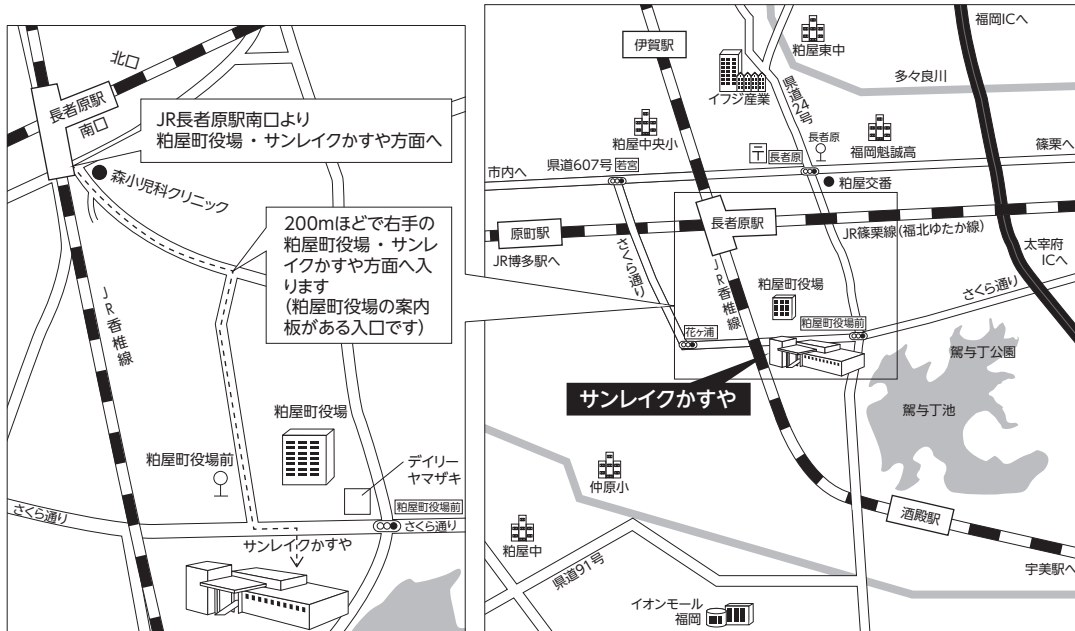 北口
長者原駅
南口
JR長者原駅南口より
粕屋町役場・サンレイクかすや方面へ
森小児科クリニック
200mほどで右手の
粕屋町役場・サンレ
イクかすや方面へ入
ります
(粕屋町役場の案内
板がある入口です)
JR香椎線
粕屋町役場
粕屋町役場前
デイリー
ヤマザキ
粕屋町役場前
さくら通り
さくら通り
サンレイクかすや
福岡ICへ
伊賀駅
粕屋東中
多々良川
イフジ産業
県道24号
粕屋中央小
長者原
長者原
福岡魁誠高
篠栗へ
市内へ
県道607号
若宮
粕屋交番
長者原駅
原町駅
JR篠栗線(福北ゆたか線)
JR博多駅へ
さくら通り
太宰府
ICへ
JR香椎線
粕屋町役場
さくら通り
花ヶ浦
粕屋町役場前
駕与丁公園
サンレイクかすや
駕与丁池
仲原小
酒殿駅
粕屋中
県道91号
宇美駅へ
イオンモール
福岡